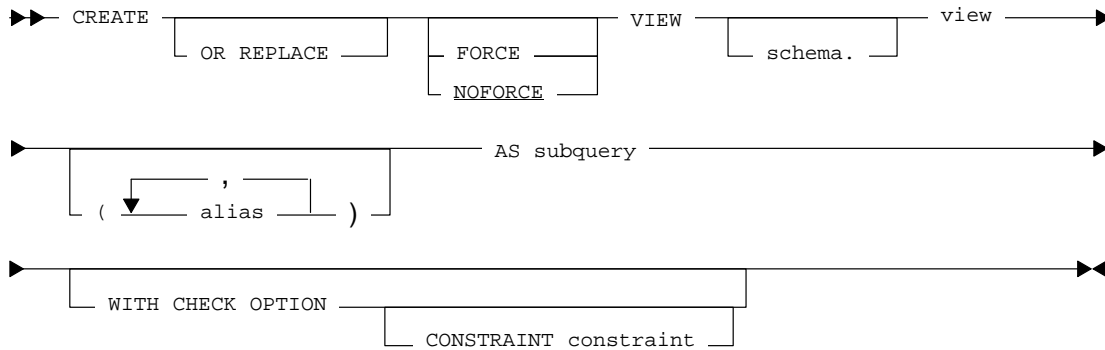 CREATE VIEW view
OR REPLACE FORCE schema.
NOFORCE
AS subquery
,
( alias )
WITH CHECK OPTION
CONSTRAINT constraint